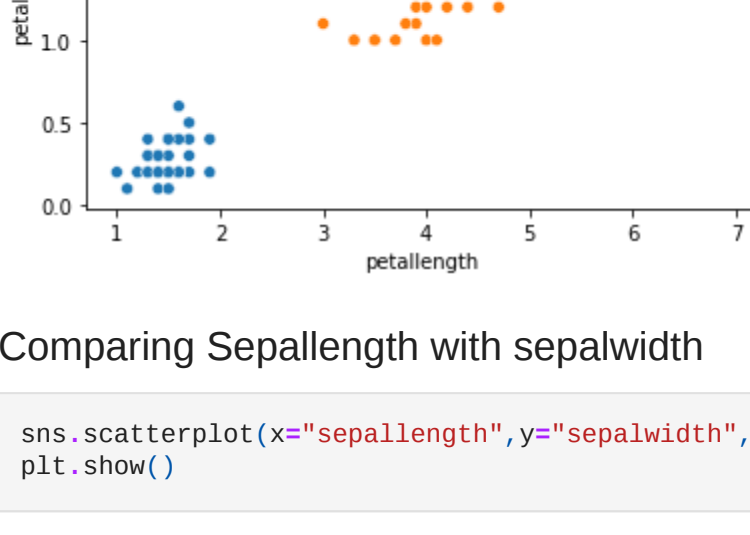 petal
1.0
0.5
0.0
1 2 3 4 5 6 7
petallength
Comparing Sepallength with sepalwidth
sns.scatterplot(x="sepallength",y="sepalwidth",
plt.show()